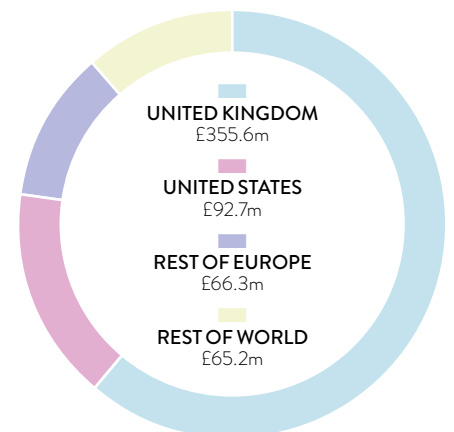 UNITED KINGDOM
£355.6m
UNITED STATES
£92.7m
REST OF EUROPE
£66.3m
REST OF WORLD
£65.2m